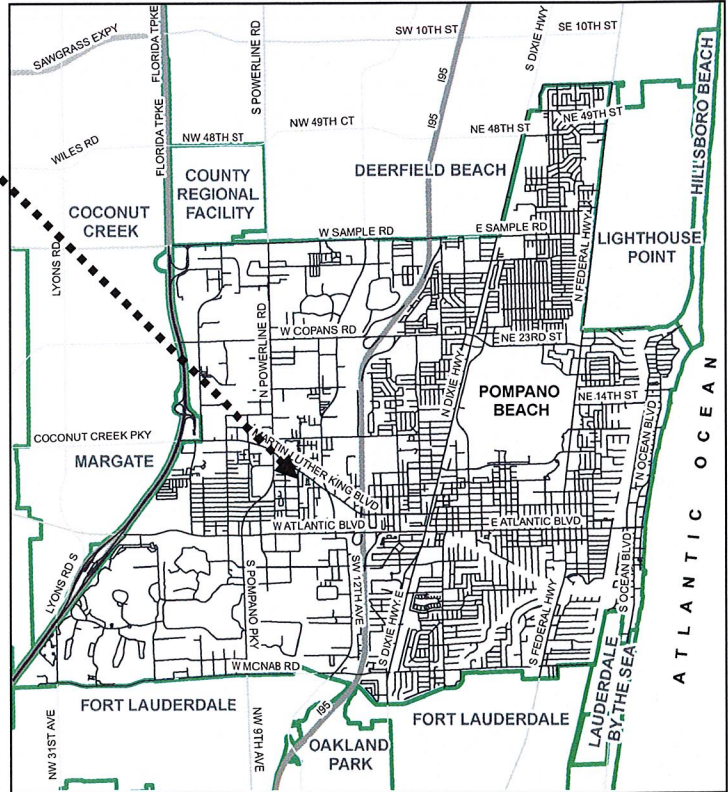 SAWGRASS EXPY
FLORIDA TPKE
S POWERLINE RD
SW 10TH ST
S DIXIE HWY
SE 10TH ST
I95
HILLSBORO BEACH
NW 49TH CT
I95
NE 48TH ST
NE 49TH ST
WILES RD
FLORIDA TPKE
NW 48TH ST
COUNTY
REGIONAL
FACILITY
DEERFIELD BEACH
COCONUT
CREEK
LYONS RD
W SAMPLE RD
E SAMPLE RD
N FEDERAL HWY
LIGHTHOUSE
POINT
N POWERLINE RD
W COPANS RD
NE 23RD ST
N DIXIE HWY
POMPANO
BEACH
NE 14TH ST
N OCEAN BLVD
ATLANTIC OCEAN
COCONUT CREEK PKY
MARGATE
MARTIN LUTHER KING BLVD
W ATLANTIC BLVD
E ATLANTIC BLVD
LYONS RD S
S POMPANO PKY
SW 12TH AVE
S DIXIE HWY E
S FEDERAL HWY
S OCEAN BLVD
W MCNAB RD
LAUDERDALE
BY THE SEA
FORT LAUDERDALE
FORT LAUDERDALE
NW 31ST AVE
NW 9TH AVE
I95
OAKLAND
PARK